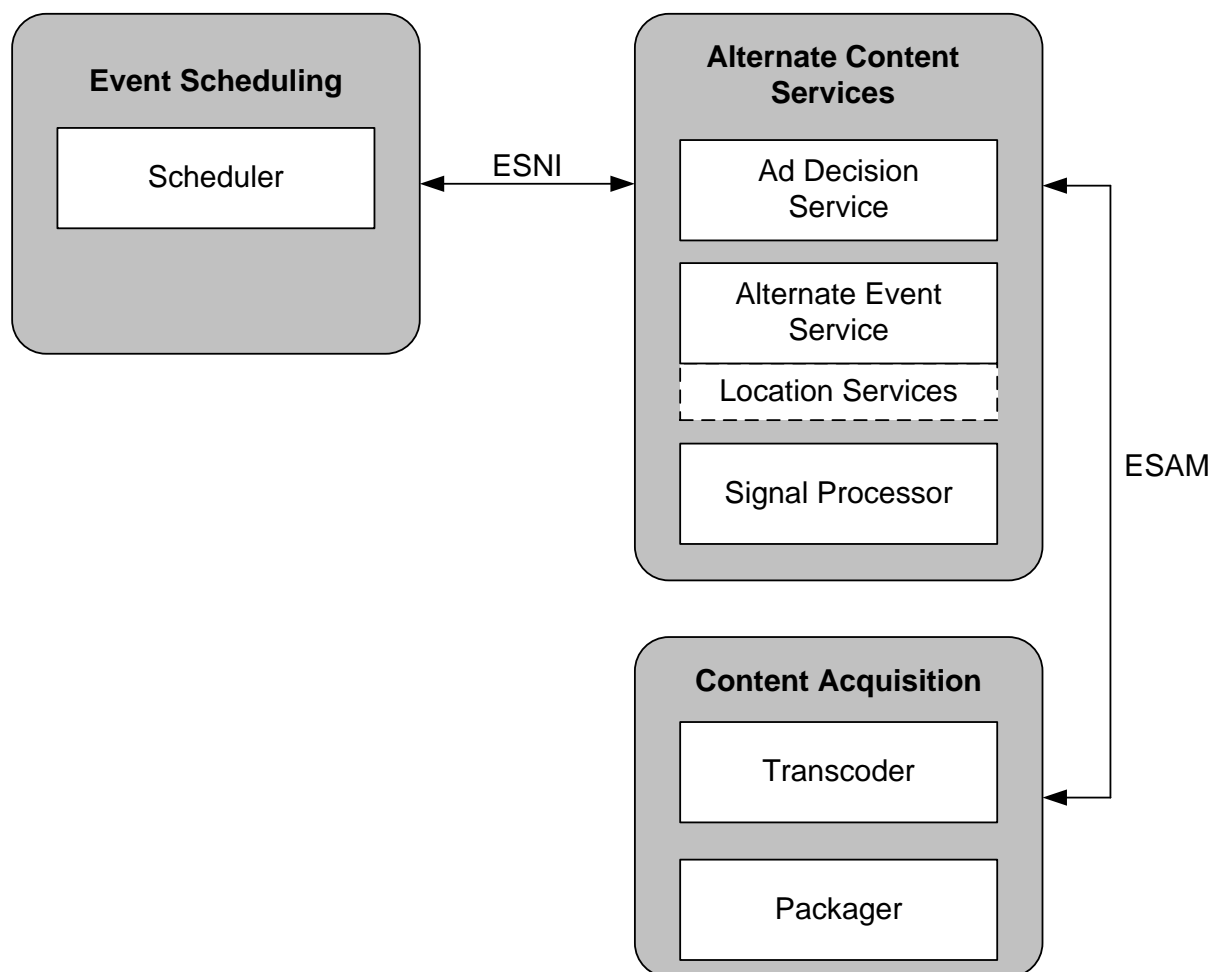 Event Scheduling
Scheduler
ESNI
Alternate Content
Services
Ad Decision
Service
Alternate Event
Service
Location Services
Signal Processor
ESAM
Content Acquisition
Transcoder
Packager